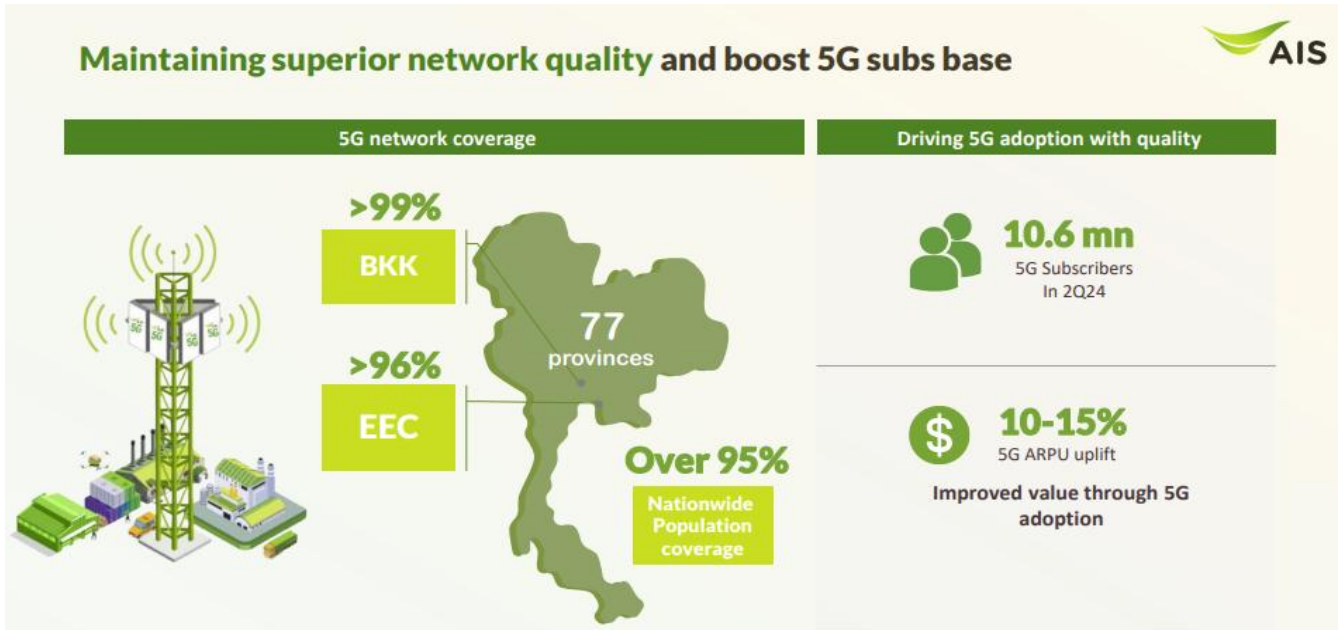 Maintaining superior network quality and boost 5G subs base
AIS
5G network coverage
>99%
BKK
>96%
EEC
77
provinces
Over 95%
Nationwide
Population
coverage
Driving 5G adoption with quality
10.6 mn
5G Subscribers
In 2Q24
$
10-15%
5G ARPU uplift
Improved value through 5G
adoption